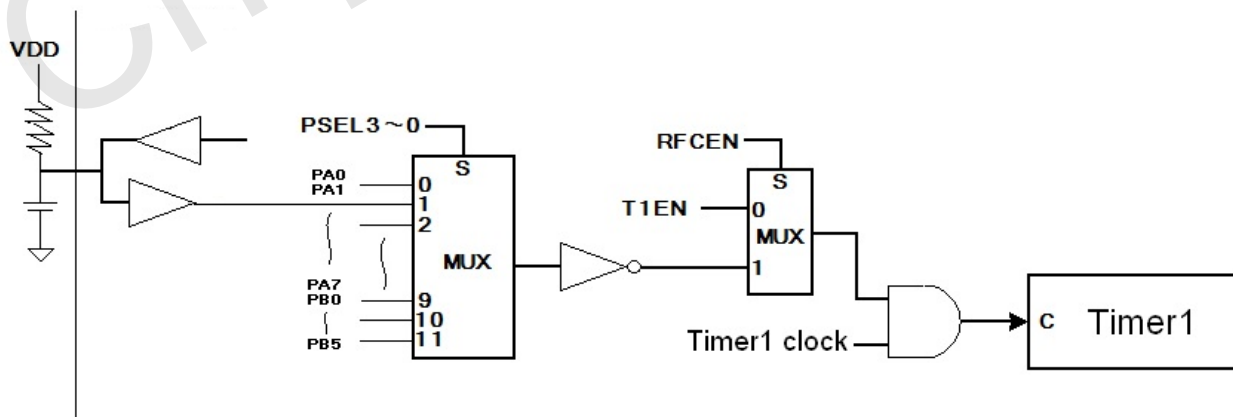 VDD
PSEL3~0
RFCEN
S
S
PA0
PA1
0
1
2
T1EN
0
MUX
MUX
1
PA7
PB0
9
10
11
PB5
Timer1 clock
C
Timer1